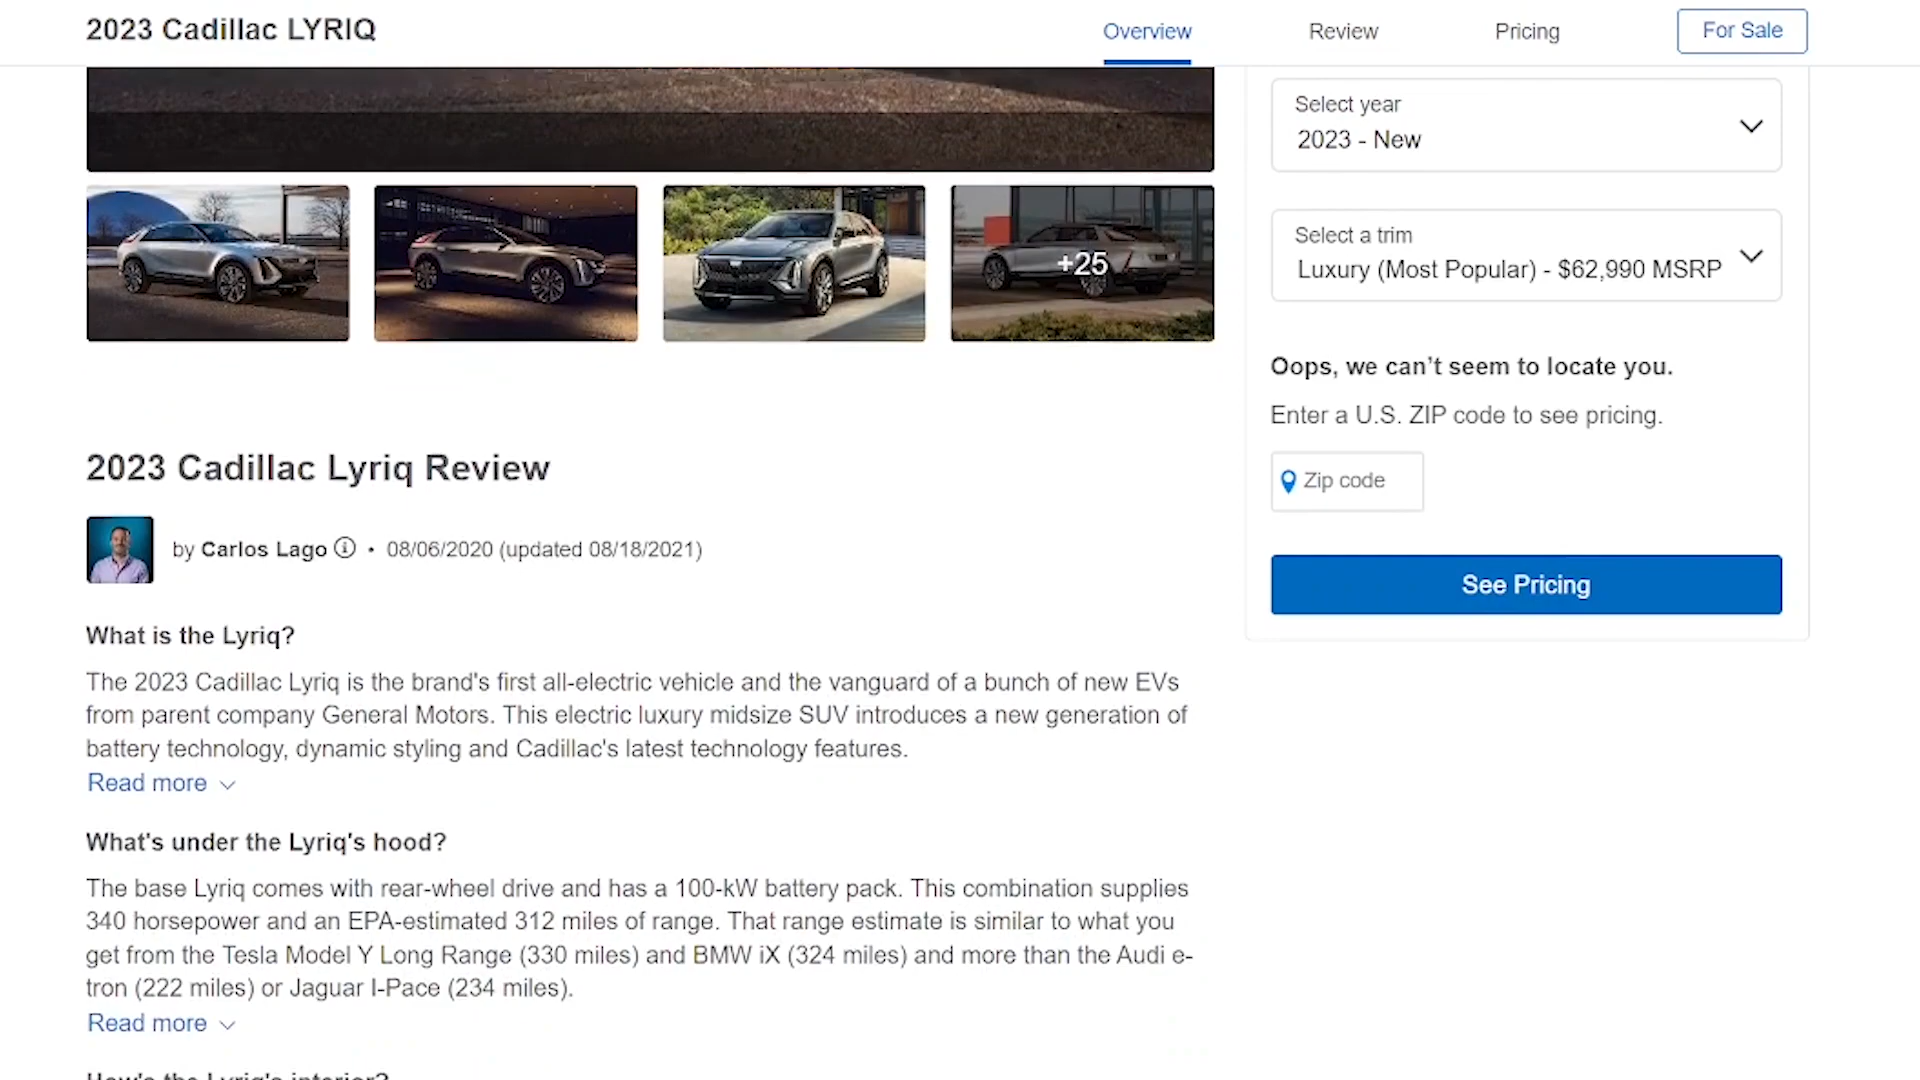 2023 Cadillac LYRIQ
Overview
Review
Pricing
For Sale
Select year
2023 - New
Select a trim
Luxury (Most Popular) - $62,990 MSRP
+25
Oops, we can’t seem to locate you.
Enter a U.S. ZIP code to see pricing.
Zip code
See Pricing
2023 Cadillac Lyriq Review
by Carlos Lago • 08/06/2020 (updated 08/18/2021)
What is the Lyriq?
The 2023 Cadillac Lyriq is the brand's first all-electric vehicle and the vanguard of a bunch of new EVs
from parent company General Motors. This electric luxury midsize SUV introduces a new generation of
battery technology, dynamic styling and Cadillac's latest technology features.
Read more
What's under the Lyriq's hood?
The base Lyriq comes with rear-wheel drive and has a 100-kW battery pack. This combination supplies
340 horsepower and an EPA-estimated 312 miles of range. That range estimate is similar to what you
get from the Tesla Model Y Long Range (330 miles) and BMW iX (324 miles) and more than the Audi e-
tron (222 miles) or Jaguar I-Pace (234 miles).
Read more
How's the Lyriq's interior?